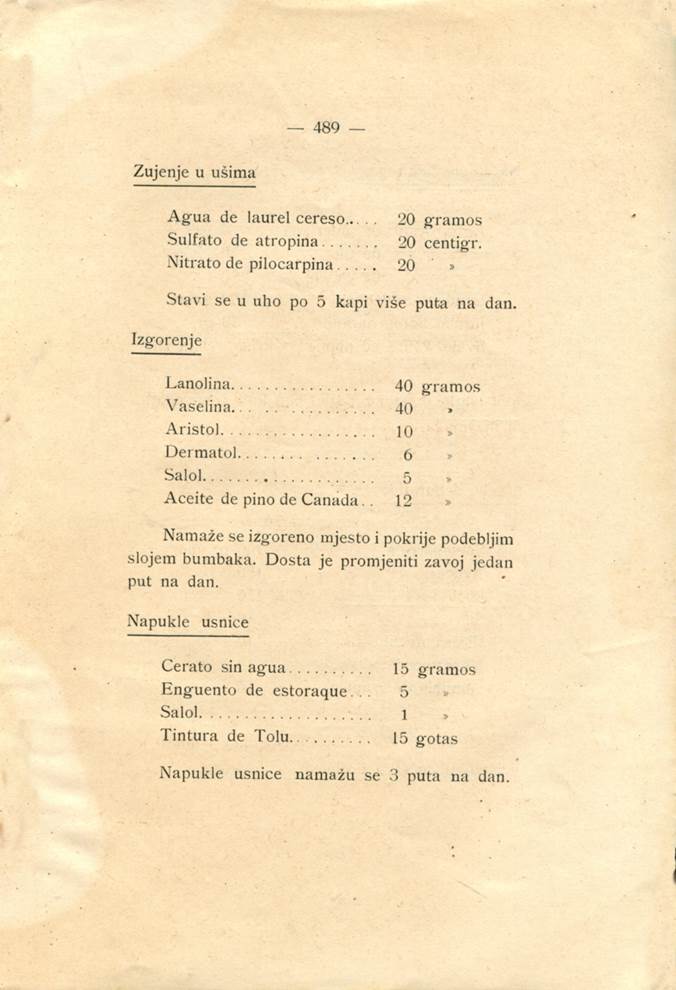 — 489 —
Zujenje u ušima
Agua de laurel cereso..... 20 gramos
Sulfato de atropina....... 20 centigr.
Nitrato de pilocarpina..... 20 »
Stavi se u uho po 5 kapi više puta na dan.
Izgorenje
Lanolina................. 40 gramos
Vaselina................. 40 »
Aristol.................. 10 »
Dermatol................. 6 »
Salol.................... 5 »
Aceite de pino de Canada.. 12 »
Namaže se izgoreno mjesto i pokrije podebljim
slojem bumbaka. Dosta je promjeniti zavoj jedan
put na dan.
Napukle usnice
Cerato sin agua.......... 15 gramos
Enguento de estoraque... 5 »
Salol.................... 1 »
Tintura de Tolu.......... 15 gotas
Napukle usnice namažu se 3 puta na dan.